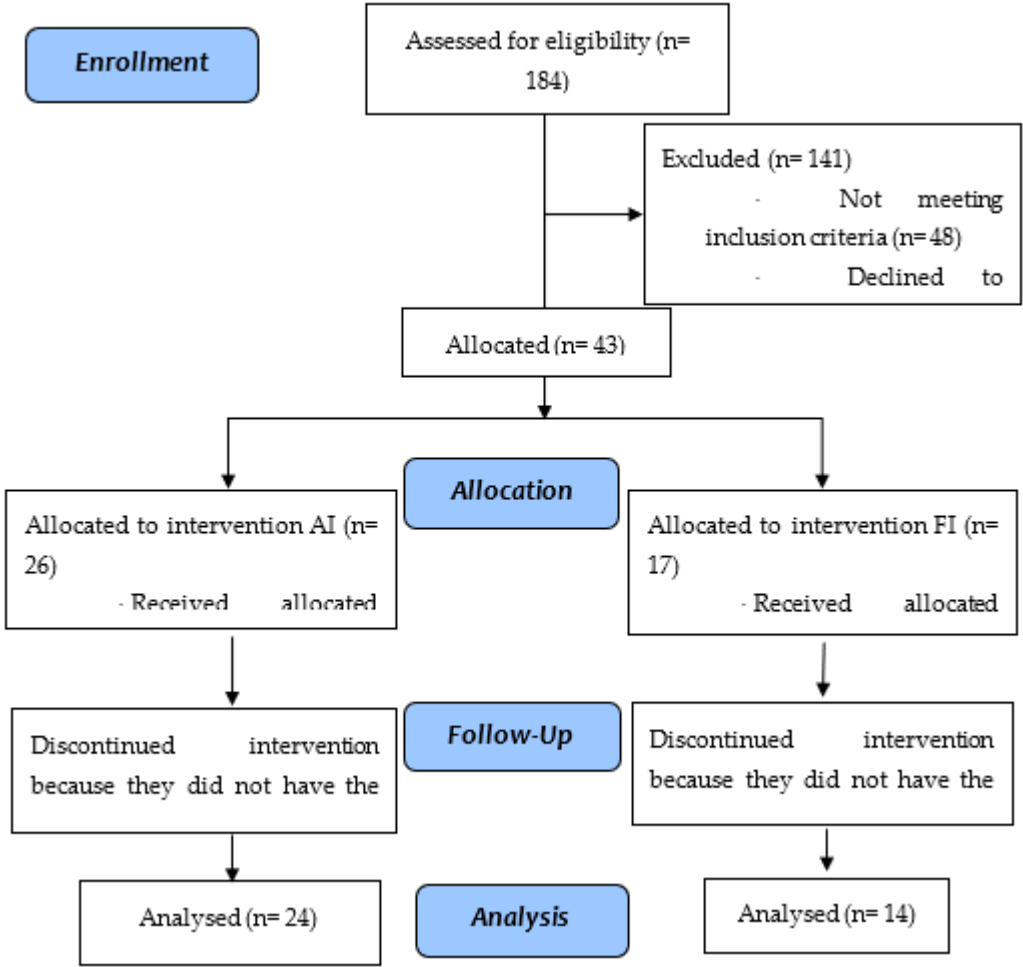 Enrollment
Assessed for eligibility (n=
184)
Excluded (n= 141)
- Not meeting
inclusion criteria (n= 48)
- Declined to
Allocated (n= 43)
Allocation
Allocated to intervention AI (n=
26)
- Received allocated
Allocated to intervention FI (n=
17)
- Received allocated
Follow-Up
Discontinued intervention
because they did not have the
Discontinued intervention
because they did not have the
Analysis
Analysed (n= 24)
Analysed (n= 14)